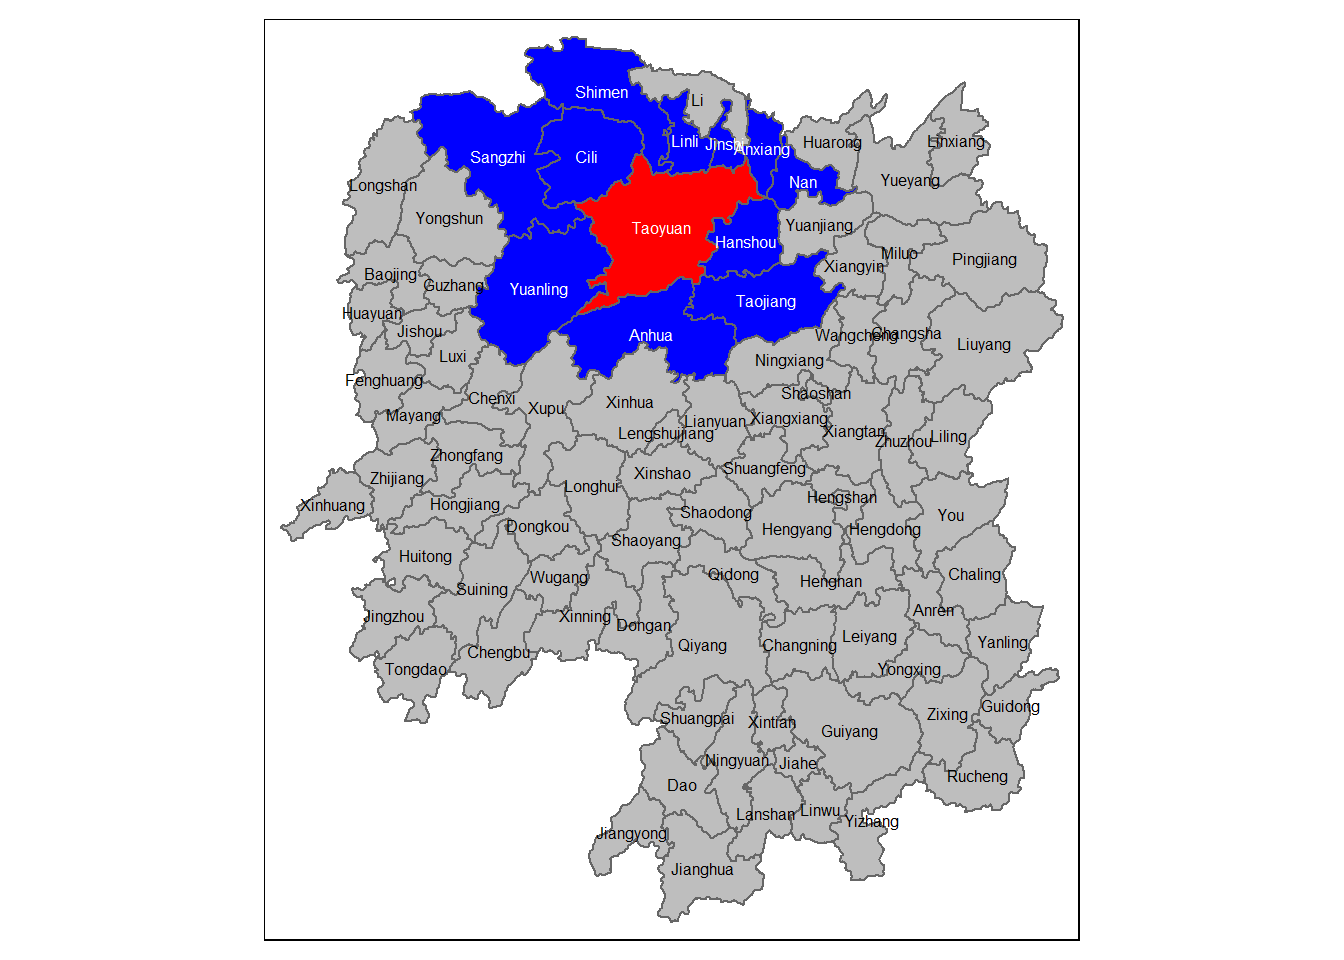 Shimen
Li
Linli
Jinshi
Anxiang
Huarong
Linxiang
Sangzhi
Cili
Longshan
Nan
Yueyang
Yongshun
Taoyuan
Hanshou
Yuanjiang
Miluo
Pingjiang
Baojing
Guzhang
Yuanling
Xiangyin
Taojiang
Huayuan
Jishou
Anhua
Wangcheng
Changsha
Liuyang
Luxi
Ningxiang
Fenghuang
Chenxi
Xupu
Xinhua
Shaoshan
Mayang
Lengshuijiang
Lianyuan
Xiangxiang
Xiangtan
Zhuzhou
Liling
Zhongfang
Zhijiang
Longhui
Xinshao
Shuangfeng
Xinhuang
Hongjiang
Dongkou
Shaodong
Hengshan
Hengyang
Hengdong
You
Shaoyang
Huitong
Suining
Wugang
Qidong
Hengnan
Chaling
Jingzhou
Xinning
Dongan
Anren
Qiyang
Changning
Leiyang
Yanling
Tongdao
Chengbu
Yongxing
Shuangpai
Xintian
Guiyang
Zixing
Guidong
Ningyuan
Jiahe
Rucheng
Dao
Lanshan
Linwu
Yizhang
Jiangyong
Jianghua